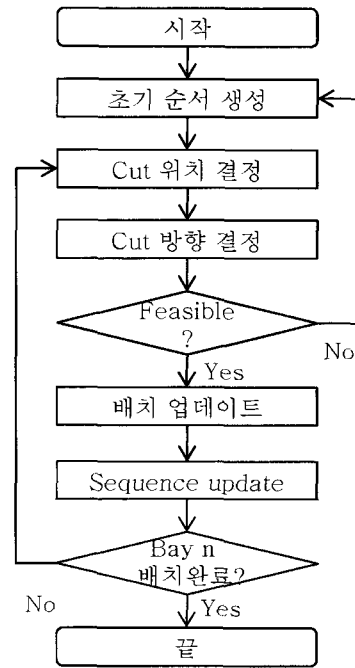 시작
초기 순서 생성
Cut 위치 결정
Cut 방향 결정
Feasible
?
No
Yes
배치 업데이트
Sequence update
Bay n
배치완료?
No
Yes
끝